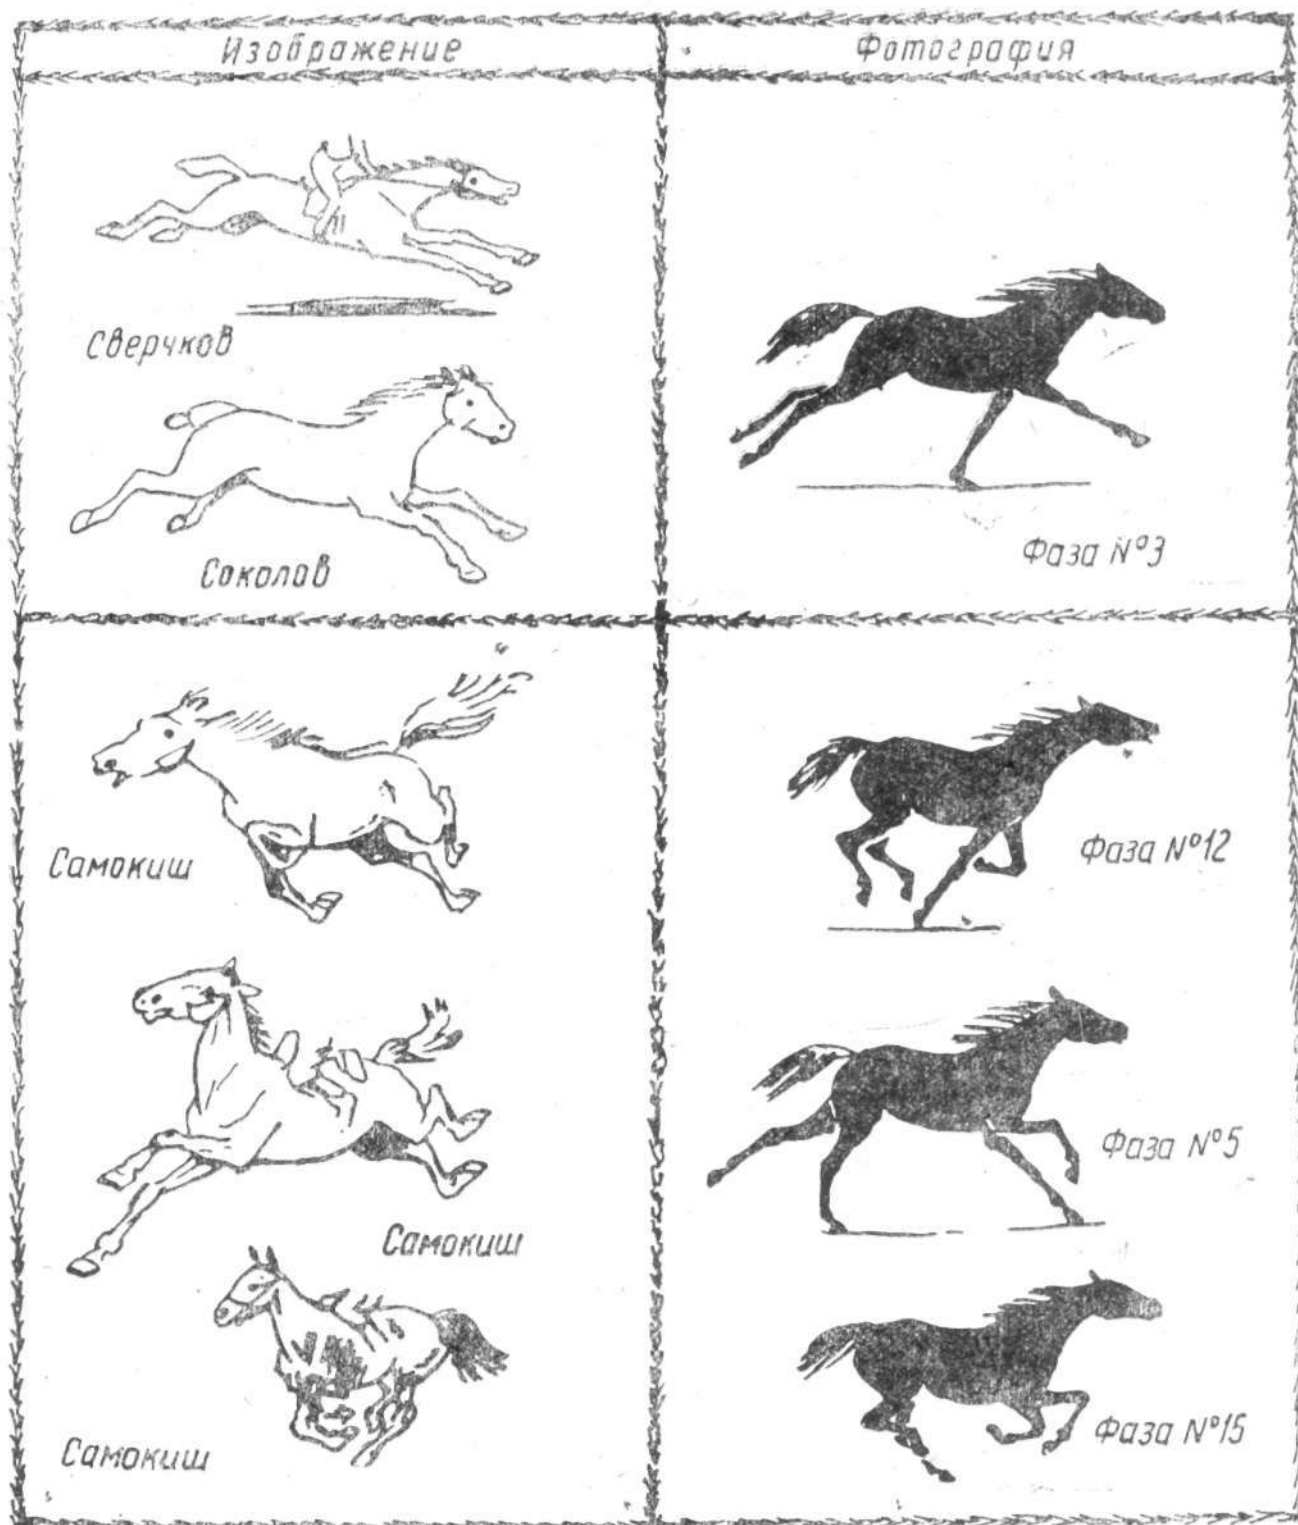 Изображение
Фотография
Сверчков
Соколов
Фаза №3
Самокиш
Фаза №12
Самокиш
Фаза №5
Самокиш
Фаза №15